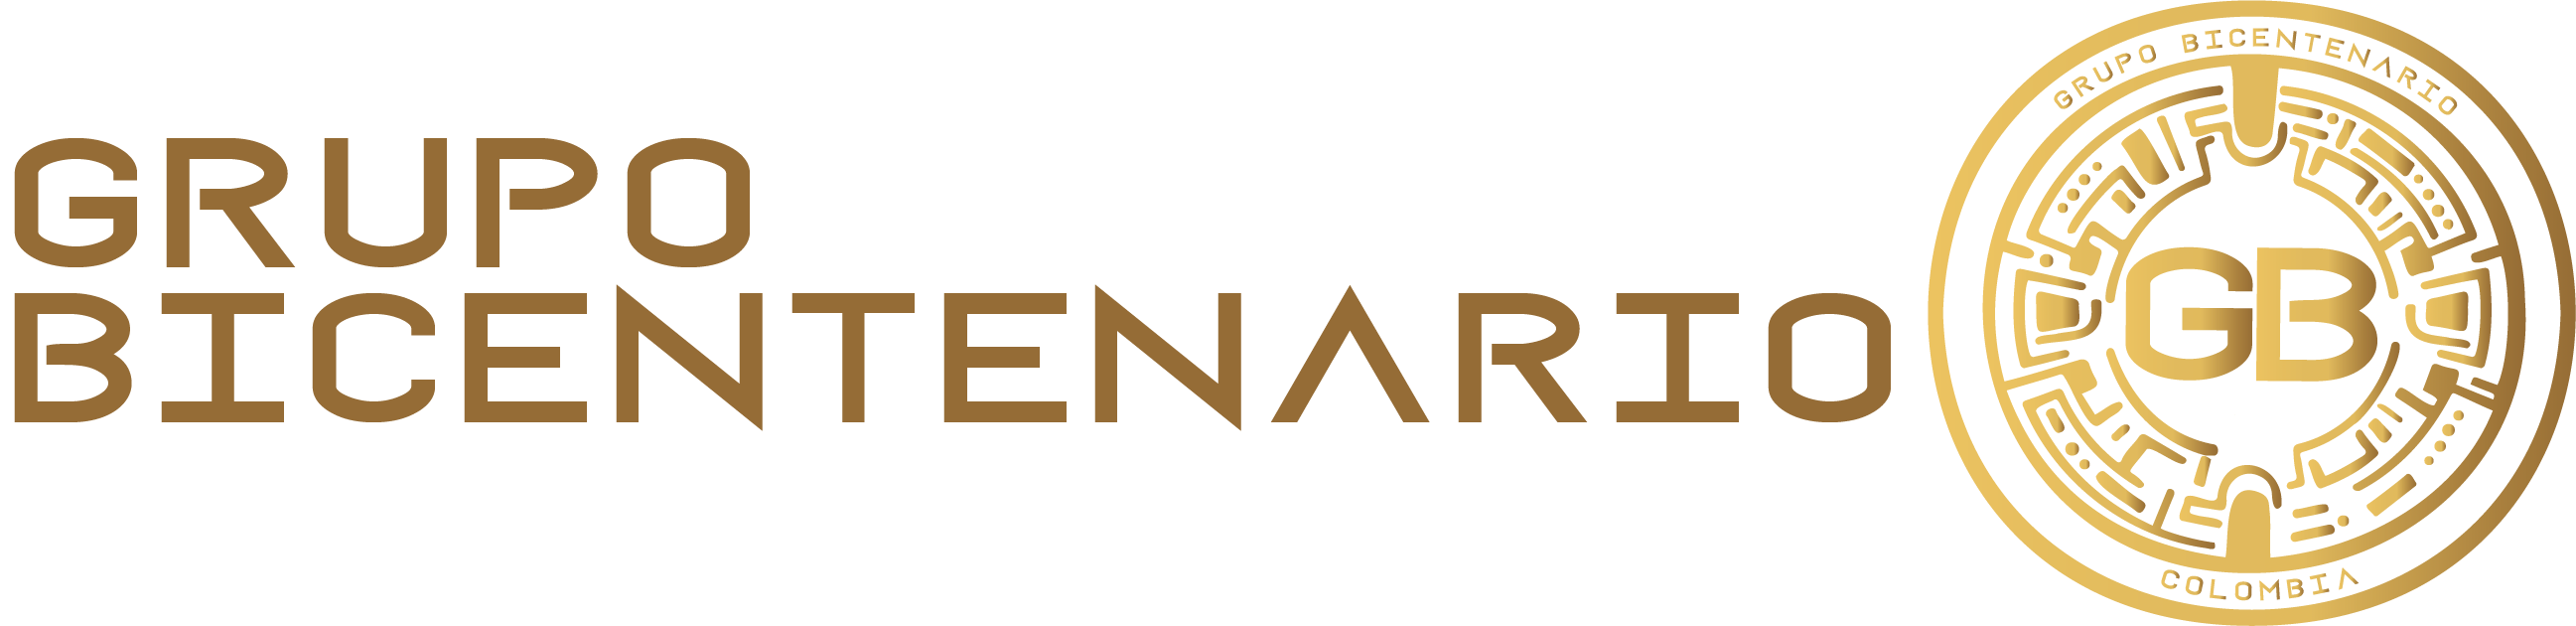 GRUPO
BICENTENARIO
GRUPO BICENTENARIO
GB
COLOMBIA